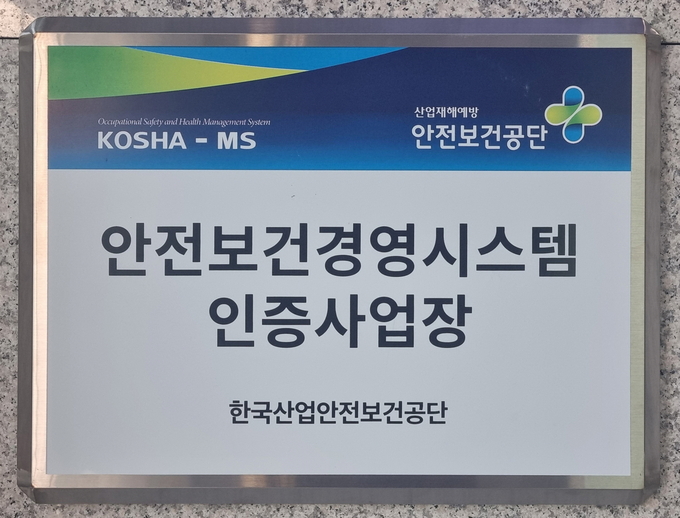 Occupational Safety and Health Management System
KOSHA - MS
산업재해예방
안전보건공단
안전보건경영시스템
인증사업장
한국산업안전보건공단